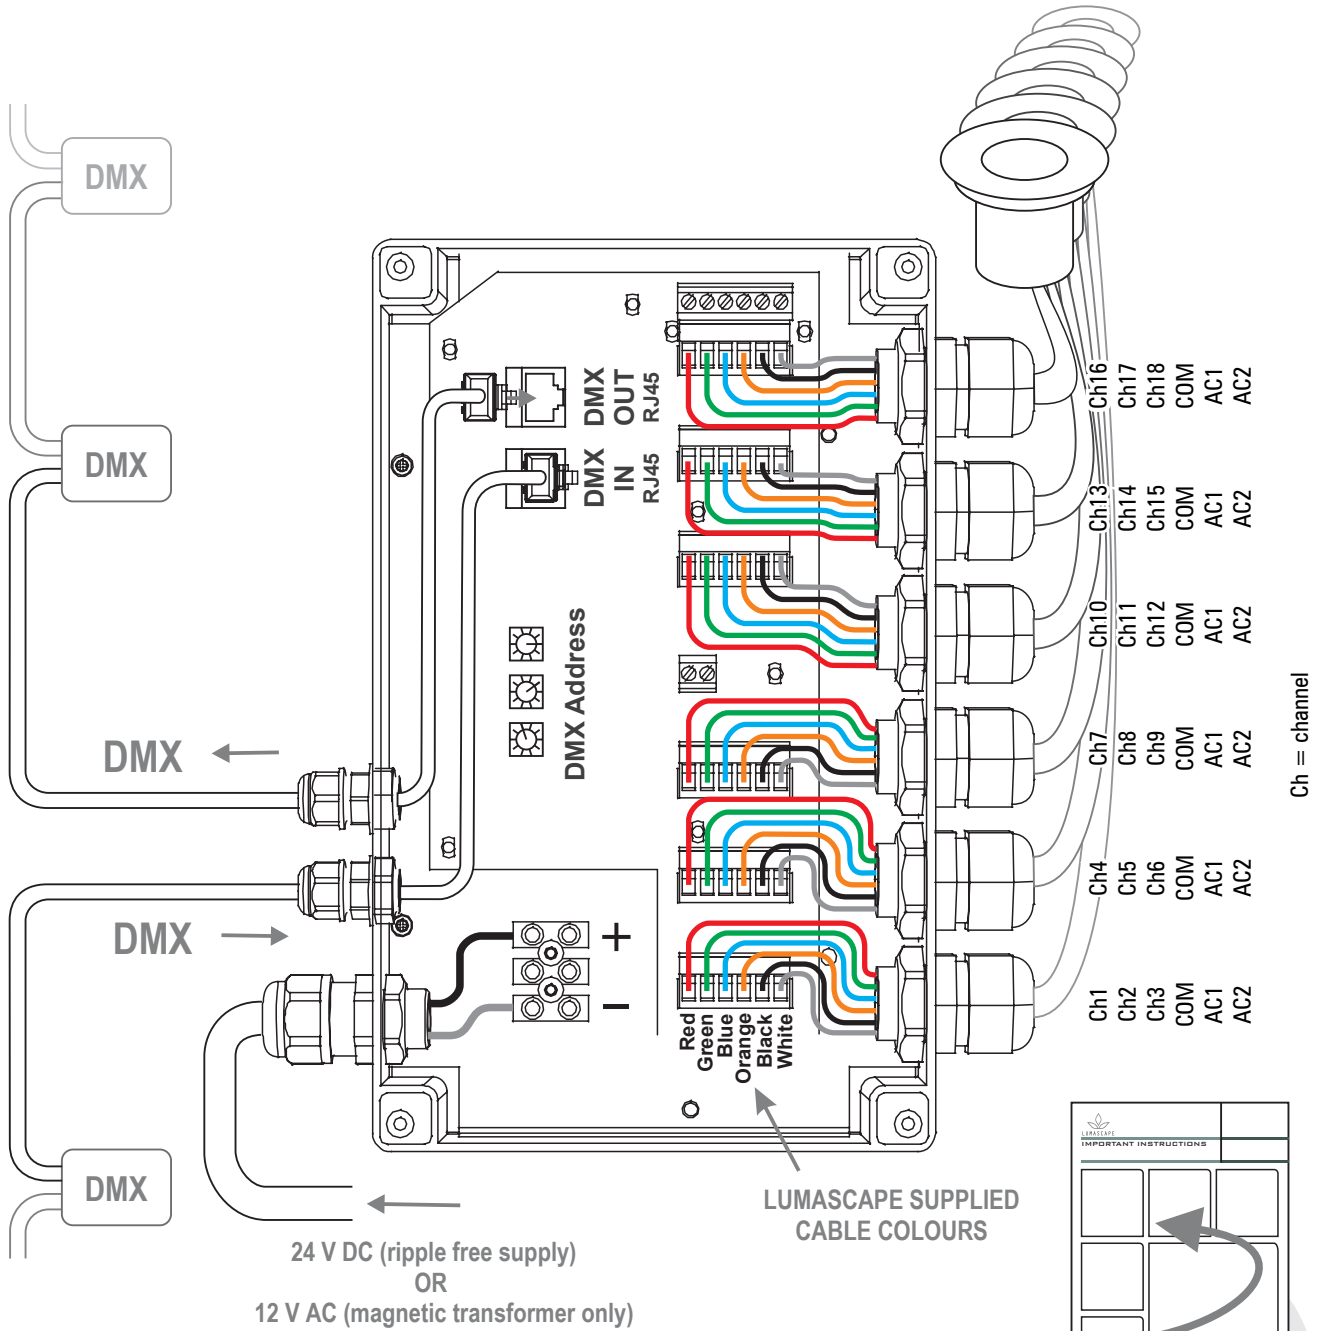 DMX
DMX
DMX
OUT
RJ45
DMX
IN
RJ45
DMX Address
DMX
DMX
DMX
+
−
Red
Green
Blue
Orange
Black
White
24 V DC (ripple free supply)
OR
12 V AC (magnetic transformer only)
LUMASCAPE SUPPLIED
CABLE COLOURS
Ch16
Ch17
Ch18
COM
AC1
AC2
Ch13
Ch14
Ch15
COM
AC1
AC2
Ch10
Ch11
Ch12
COM
AC1
AC2
Ch7
Ch8
Ch9
COM
AC1
AC2
Ch4
Ch5
Ch6
COM
AC1
AC2
Ch1
Ch2
Ch3
COM
AC1
AC2
Ch = channel
LUMASCAPE
IMPORTANT INSTRUCTIONS